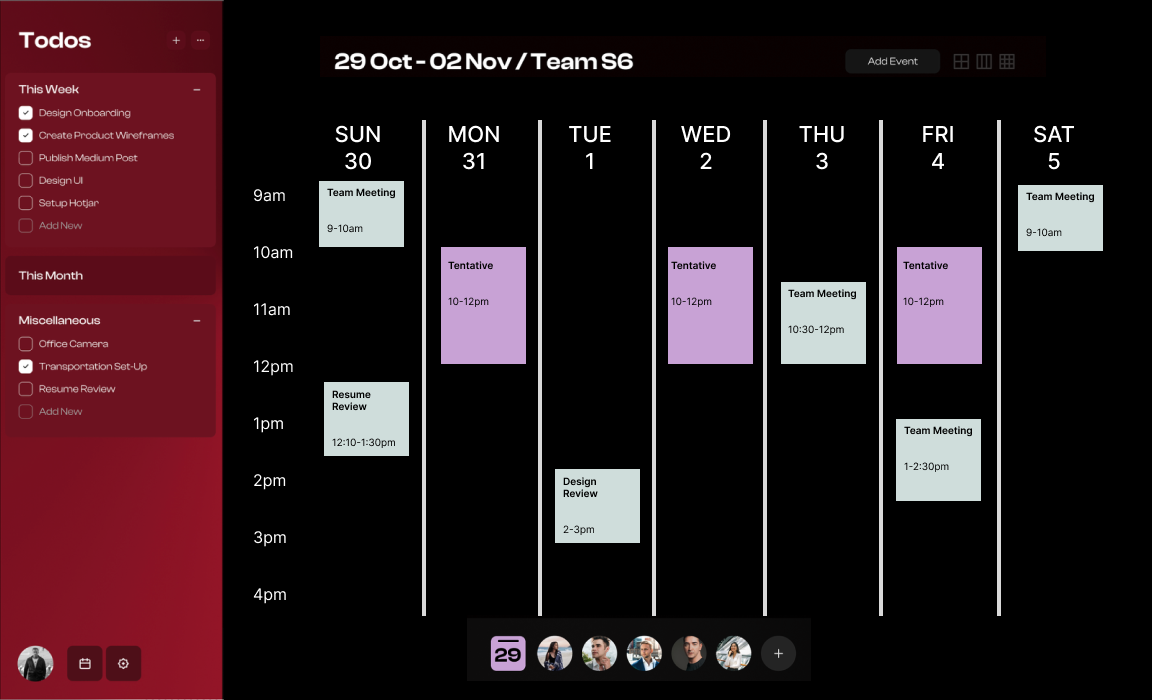 Todos
This Week
Design Onboarding
Create Product Wireframes
Publish Medium Post
Design UI
Setup Hotjar
Add New
This Month
Miscellaneous
Office Camera
Transportation Set-Up
Resume Review
Add New
29 Oct - 02 Nov / Team S6
Add Event
SUN
30
MON
31
TUE
1
WED
2
THU
3
FRI
4
SAT
5
9am
10am
11am
12pm
1pm
2pm
3pm
4pm
Team Meeting
9-10am
Resume
Review
12:10-1:30pm
Tentative
10-12pm
Design
Review
2-3pm
Tentative
10-12pm
Team Meeting
10:30-12pm
Tentative
10-12pm
Team Meeting
1-2:30pm
Team Meeting
9-10am
29